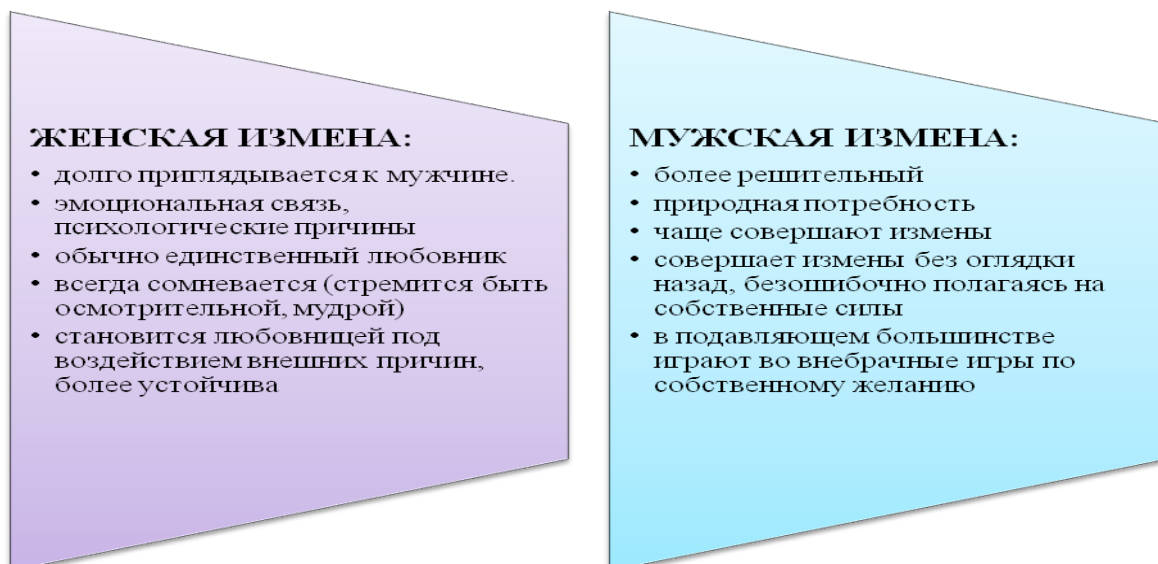 ЖЕНСКАЯ ИЗМЕНА:
• долго приглядывается к мужчине.
• эмоциональная связь,
психологические причины
• обычно единственный любовник
• всегда сомневается (стремится быть
осмотрительной, мудрой)
• становится любовницей под
воздействием внешних причин,
более устойчива
МУЖСКАЯ ИЗМЕНА:
• более решительный
• природная потребность
• чаще совершают измены
• совершает измены без оглядки
назад, безошибочно полагаясь на
собственные силы
• в подавляющем большинстве
играют во внебрачные игры по
собственному желанию